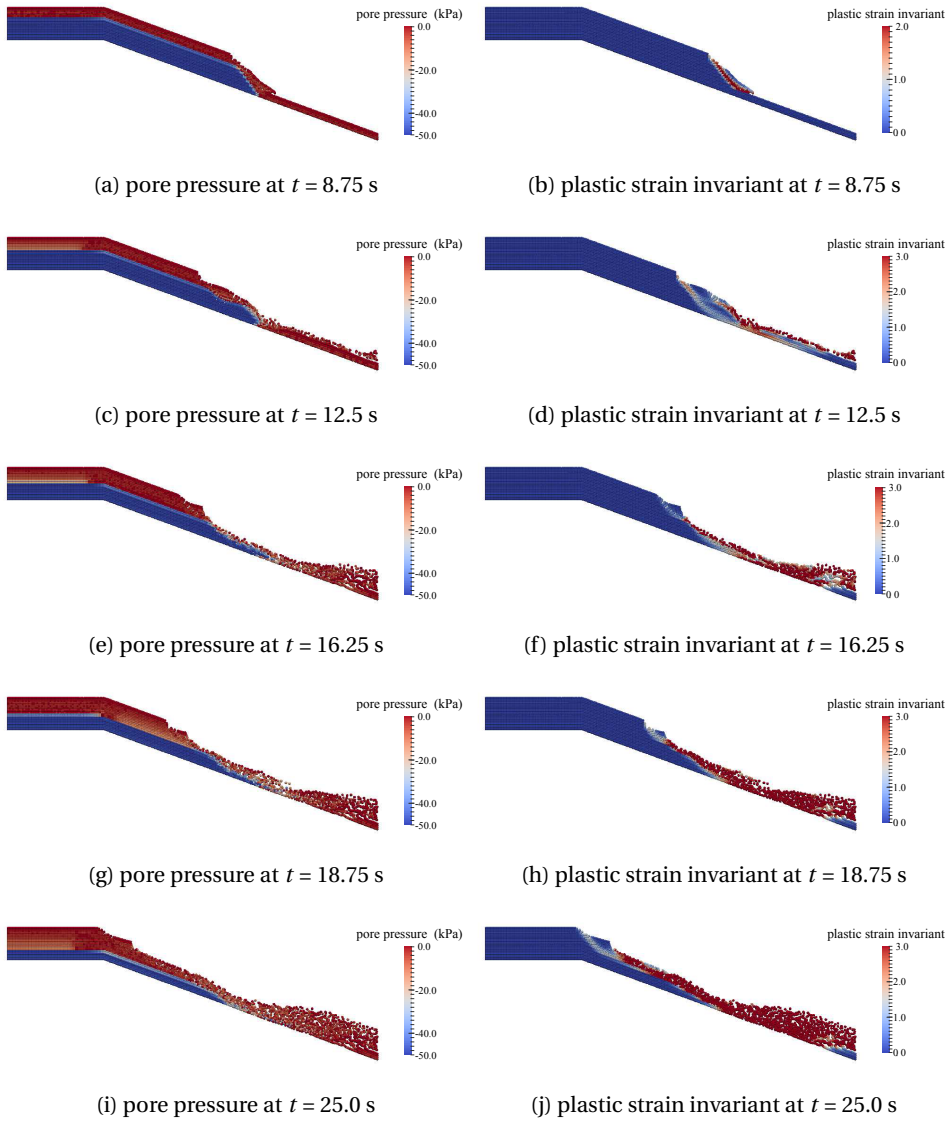 pore pressure (kPa)
0.0
-20.0
-40.0
-50.0
plastic strain invariant
2.0
1.0
0 0
(a) pore pressure at t = 8.75 s
(b) plastic strain invariant at t = 8.75 s
pore pressure (kPa)
0.0
-20.0
-40.0
-50.0
plastic strain invariant
3.0
2.0
1.0
0 0
(c) pore pressure at t = 12.5 s
(d) plastic strain invariant at t = 12.5 s
pore pressure (kPa)
0.0
-20.0
-40.0
-50.0
plastic strain invariant
3.0
2.0
1.0
0 0
(e) pore pressure at t = 16.25 s
(f) plastic strain invariant at t = 16.25 s
pore pressure (kPa)
0.0
-20.0
-40.0
-50.0
plastic strain invariant
3.0
2.0
1.0
0 0
(g) pore pressure at t = 18.75 s
(h) plastic strain invariant at t = 18.75 s
pore pressure (kPa)
0.0
-20.0
-40.0
-50.0
plastic strain invariant
3.0
2.0
1.0
0 0
(i) pore pressure at t = 25.0 s
(j) plastic strain invariant at t = 25.0 s